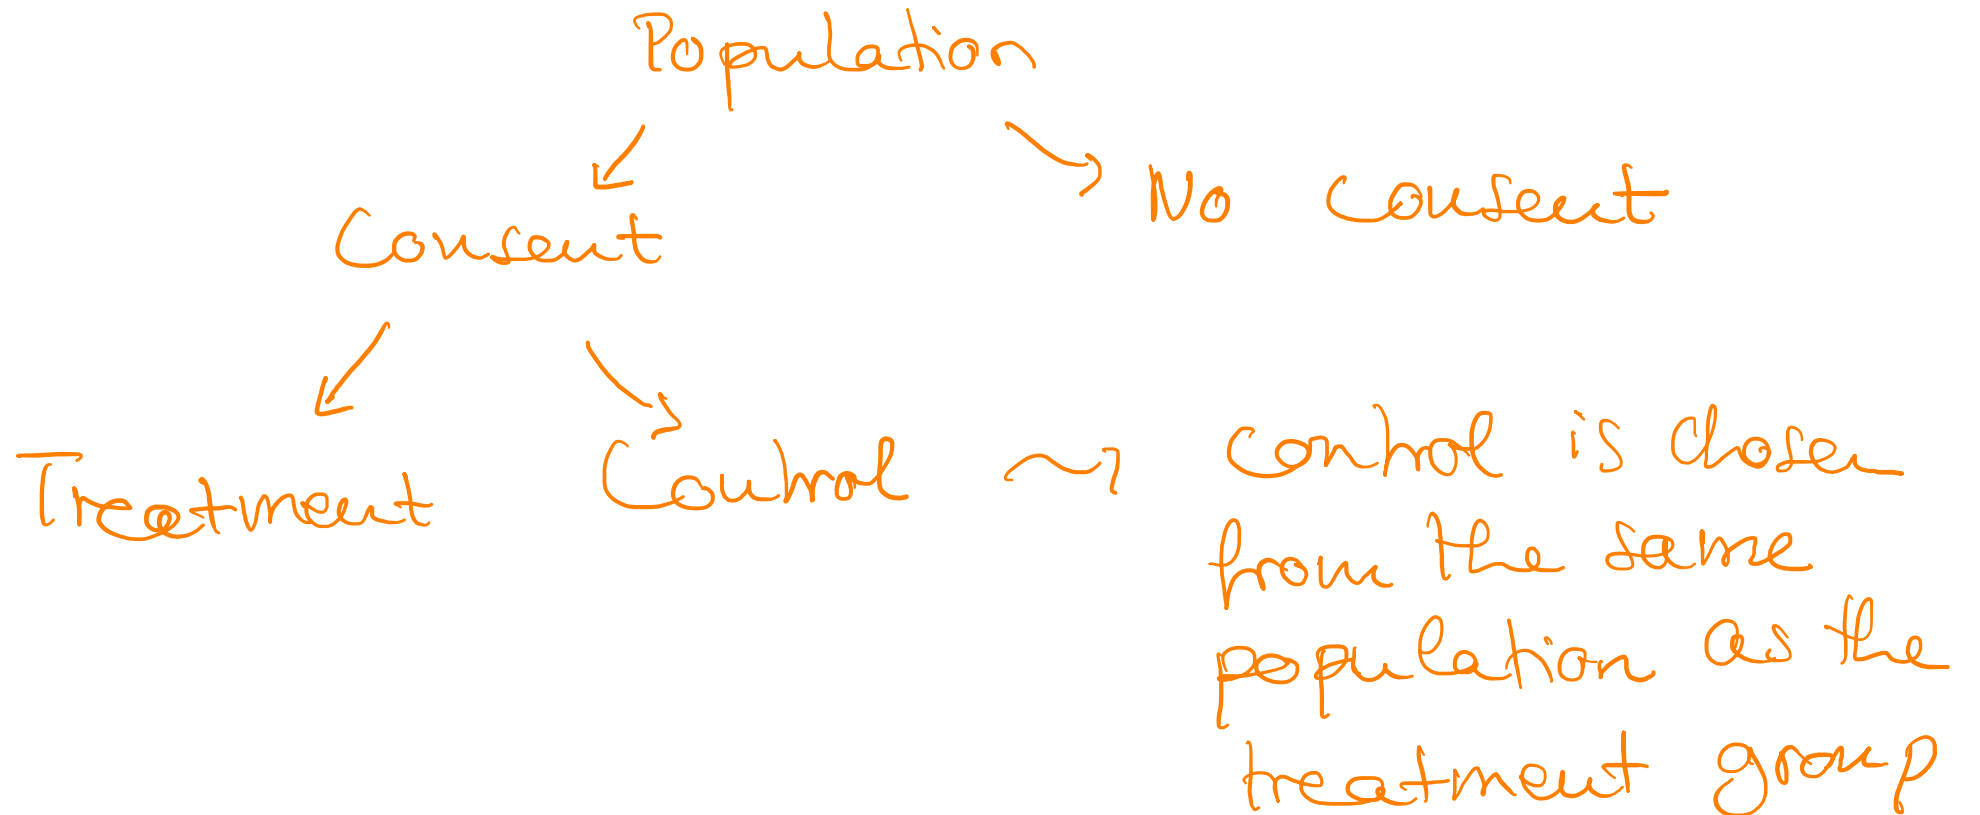 Population
No consent
Consent
Treatment
Control
control is chosen
from the same
population as the
treatment group